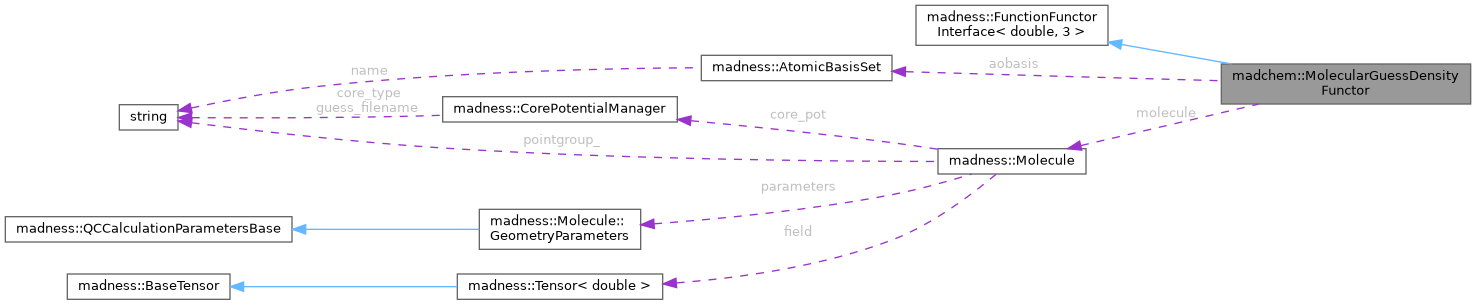 madness::FunctionFunctor
Interface< double, 3 >
madness::AtomicBasisSet
aobasis
madchem::MolecularGuessDensity
Functor
name
core_type
guess_filename
string
madness::CorePotentialManager
core_pot
molecule
pointgroup_
madness::Molecule
parameters
madness::Molecule::
GeometryParameters
madness::QCCalculationParametersBase
field
madness::BaseTensor
madness::Tensor< double >